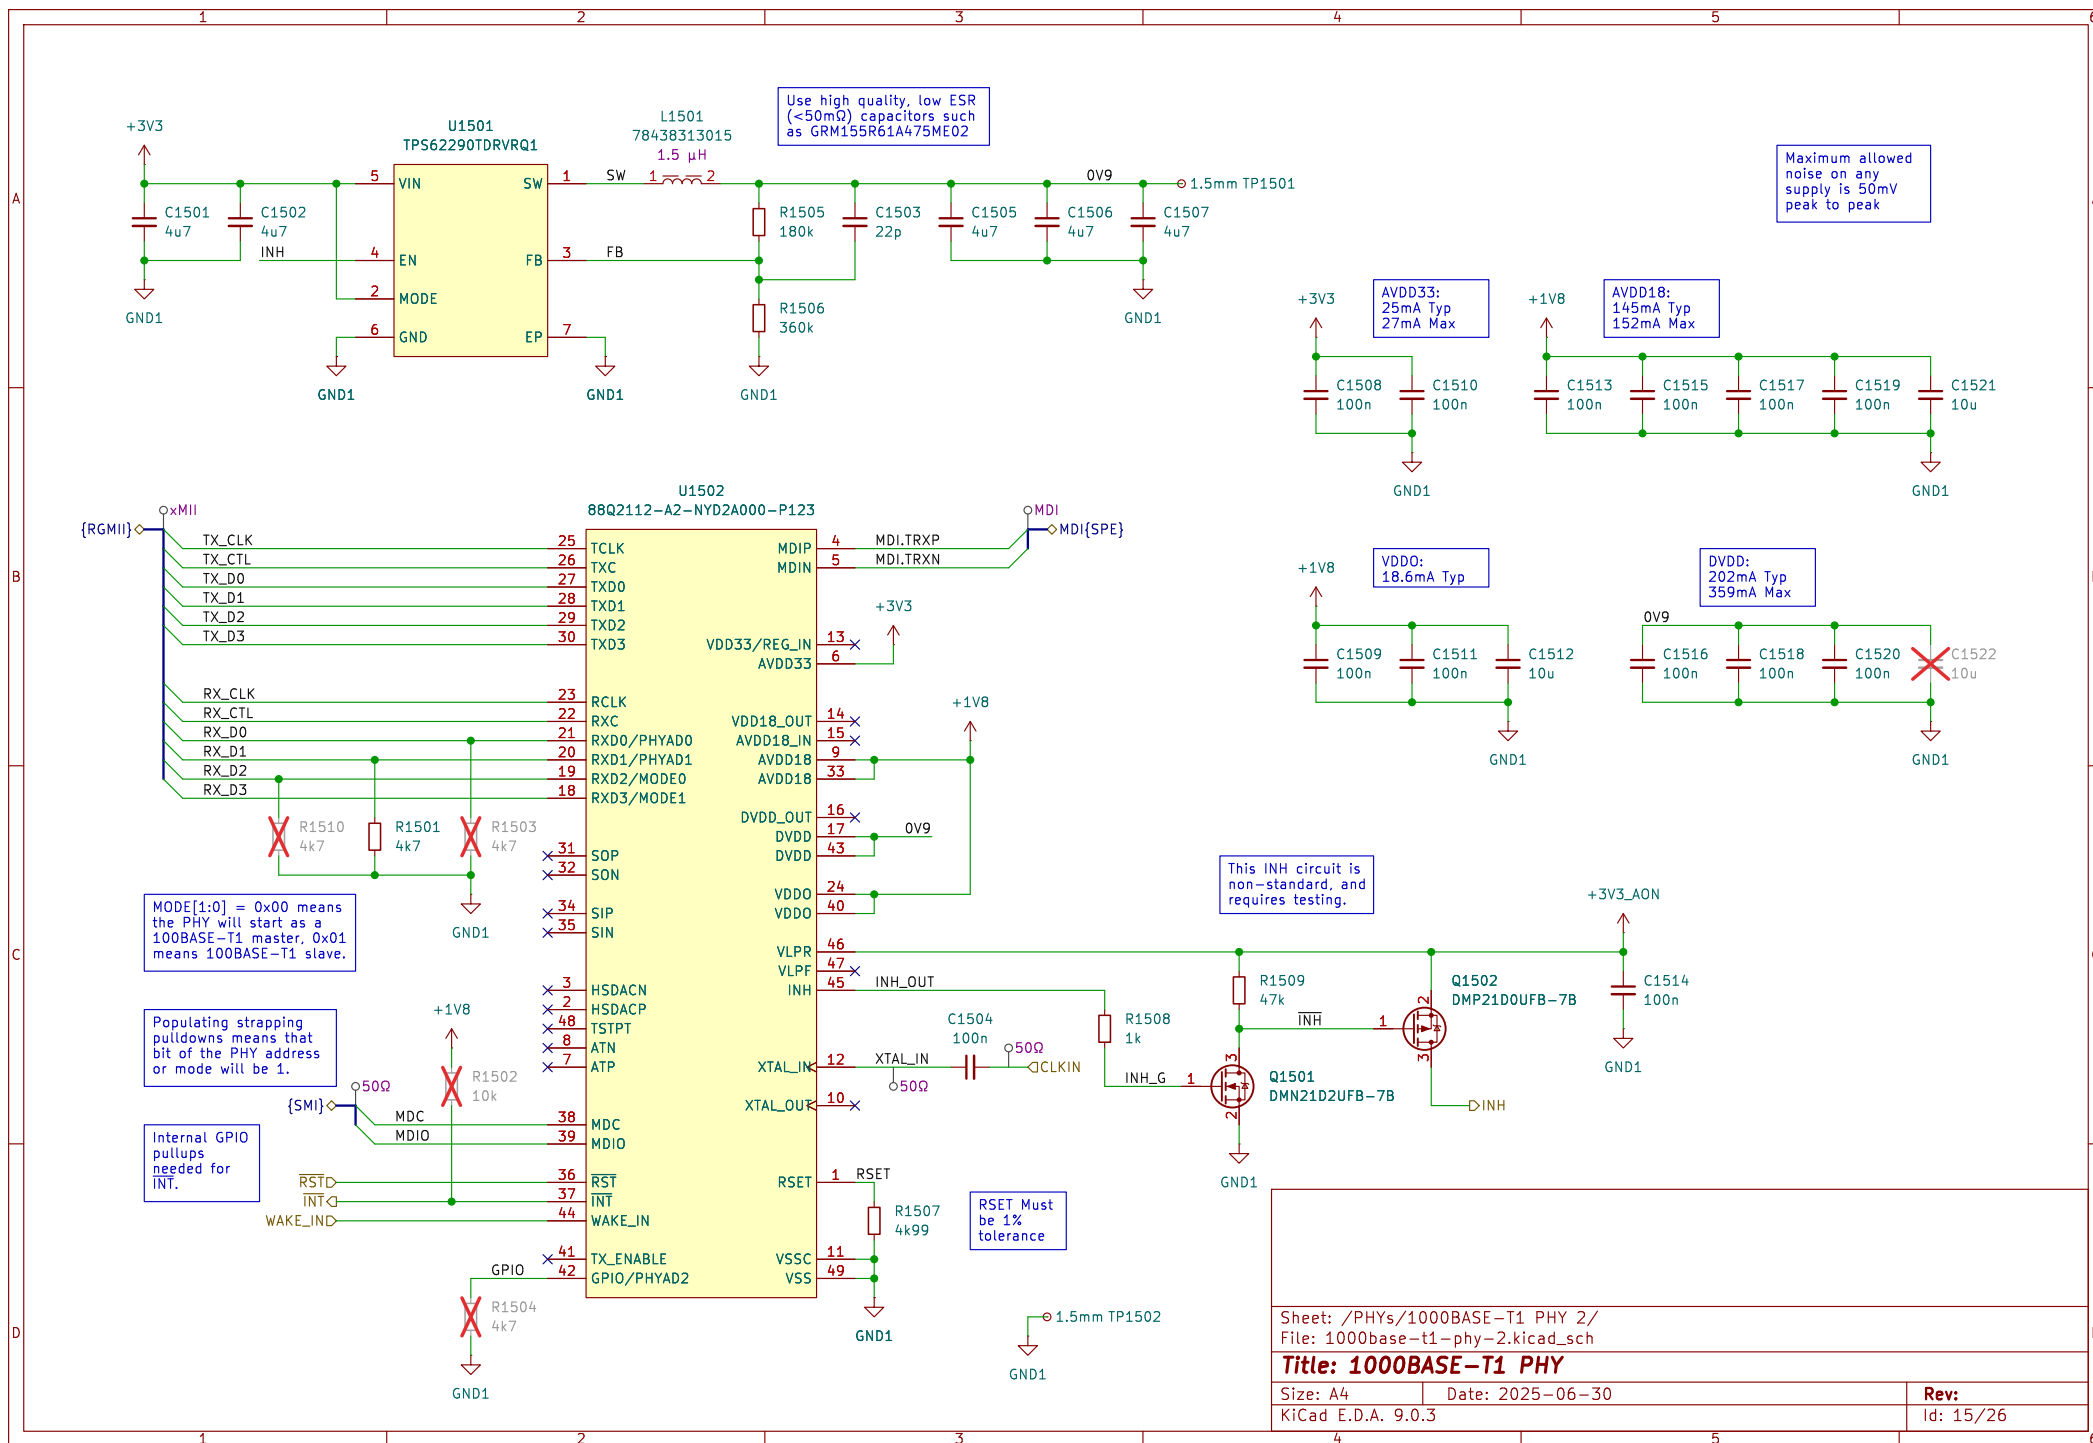 1 2 3 4 5 6
A
B
C
D
+3V3
U1501
TPS62290TDRVRQ1
5 VIN
4 EN
2 MODE
6 GND
SW 1
FB 3
EP 7
C1501
4u7
C1502
4u7
INH
GND1
GND1
GND1
SW
L1501
78438313015
1.5 µH
1 2
Use high quality, low ESR
(<50mΩ) capacitors such
as GRM155R61A475ME02
FB
R1505
180k
C1503
22p
C1505
4u7
C1506
4u7
C1507
4u7
0V9
1.5mm TP1501
R1506
360k
GND1
GND1
Maximum allowed
noise on any
supply is 50mV
peak to peak
+3V3
AVDD33:
25mA Typ
27mA Max
C1508
100n
C1510
100n
GND1
+1V8
AVDD18:
145mA Typ
152mA Max
C1513
100n
C1515
100n
C1517
100n
C1519
100n
C1521
10u
GND1
+1V8
VDDO:
18.6mA Typ
C1509
100n
C1511
100n
C1512
10u
GND1
DVDD:
202mA Typ
359mA Max
0V9
C1516
100n
C1518
100n
C1520
100n
C1522
10u
GND1
U1502
88Q2112-A2-NYD2A000-P123
xMII
{RGMII}
TX_CLK 25 TCLK
TX_CTL 26 TXC
TX_D0 27 TXD0
TX_D1 28 TXD1
TX_D2 29 TXD2
TX_D3 30 TXD3
RX_CLK 23 RCLK
RX_CTL 22 RXC
RX_D0 21 RXD0/PHYAD0
RX_D1 20 RXD1/PHYAD1
RX_D2 19 RXD2/MODE0
RX_D3 18 RXD3/MODE1
R1510
4k7
R1501
4k7
R1503
4k7
GND1
31 SOP
32 SON
34 SIP
35 SIN
3 HSDACN
2 HSDACP
48 TSTPT
8 ATN
7 ATP
MODE[1:0] = 0x00 means
the PHY will start as a
100BASE-T1 master, 0x01
means 100BASE-T1 slave.
Populating strapping
pulldowns means that
bit of the PHY address
or mode will be 1.
Internal GPIO
pullups
needed for
INT.
+1V8
R1502
10k
50Ω
{SMI}
MDC 38 MDC
MDIO 39 MDIO
RST 36 RST
INT 37 INT
WAKE_IN 44 WAKE_IN
41 TX_ENABLE
GPIO 42 GPIO/PHYAD2
R1504
4k7
GND1
MDI
MDI{SPE}
MDIP 4 MDI.TRXP
MDIN 5 MDI.TRXN
+3V3
VDD33/REG_IN 13
AVDD33 6
+1V8
VDD18_OUT 14
AVDD18_IN 15
AVDD18 9
AVDD18 33
DVDD_OUT 16
DVDD 17 0V9
DVDD 43
VDDO 24
VDDO 40
VLPR 46
VLPF 47
INH 45 INH_OUT
XTAL_IN 12 XTAL_IN
XTAL_OUT 10
C1504
100n
50Ω
50Ω
CLKIN
RSET 1 RSET
R1507
4k99
RSET Must
be 1%
tolerance
VSSC 11
VSS 49
GND1
1.5mm TP1502
GND1
This INH circuit is
non-standard, and
requires testing.
+3V3_AON
R1508
1k
INH_G
R1509
47k
INH
Q1501
DMN21D2UFB-7B
1 2 3
GND1
Q1502
DMP21D0UFB-7B
1 2 3
INH
C1514
100n
GND1
Sheet: /PHYs/1000BASE-T1 PHY 2/
File: 1000base-t1-phy-2.kicad_sch
Title: 1000BASE-T1 PHY
Size: A4 Date: 2025-06-30 Rev:
KiCad E.D.A. 9.0.3 Id: 15/26
1 2 3 4 5 6